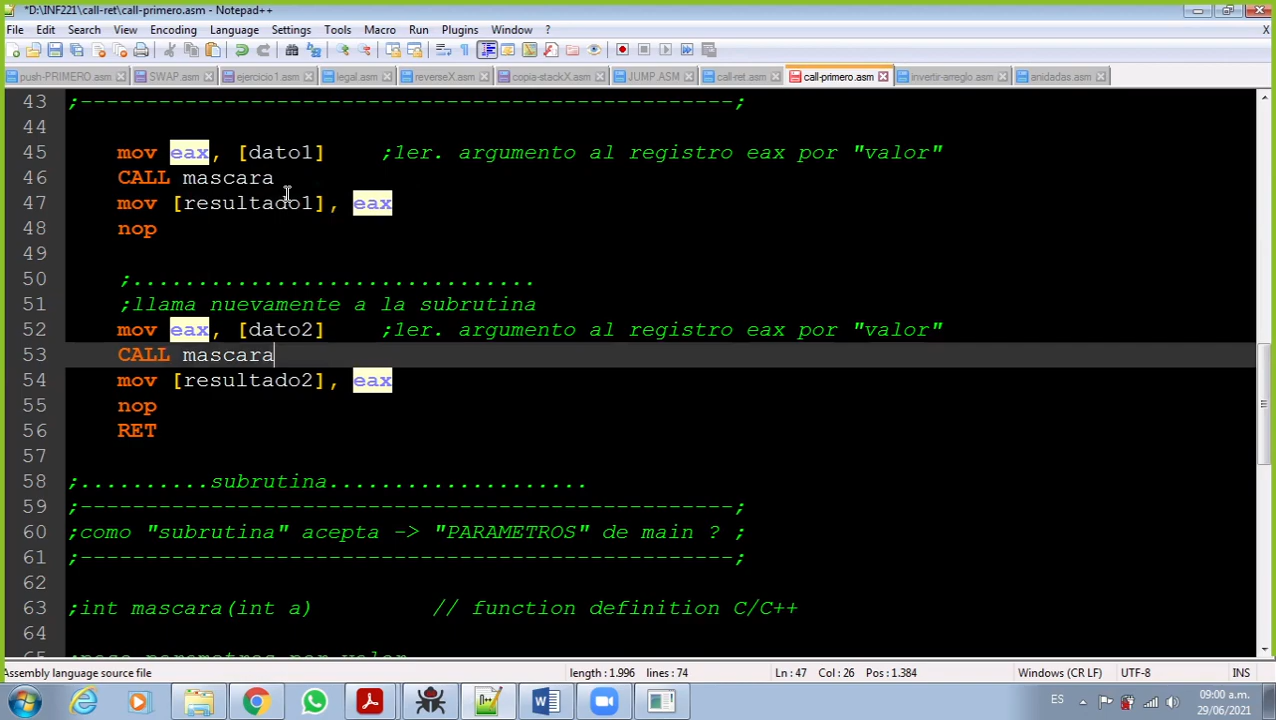 *D:\INF221\call-ret\call-primero.asm - Notepad++
File Edit Search View Encoding Language Settings Tools Macro Run Plugins Window ? X
push-PRIMERO.asm SWAP.asm ejercicio1.asm legal.asm reverseX.asm copia-stackX.asm JUMP ASM call-ret.asm call-primero.asm investir-arreglo.asm anidadas.asm
43 ;--------------------------------------------------;
44
45 mov eax, [dato1] ;1er. argumento al registro eax por "valor"
46 CALL mascara
47 mov [resultado1], eax
48 nop
49
50 ;...............................
51 ;llama nuevamente a la subrutina
52 mov eax, [dato2] ;1er. argumento al registro eax por "valor"
53 CALL mascara
54 mov [resultado2], eax
55 nop
56 RET
57
58 ;..........subrutina....................
59 ;--------------------------------------------------;
60 ;como "subrutina" acepta -> "PARAMETROS" de main ? ;
61 ;--------------------------------------------------;
62
63 ;int mascara(int a) // function definition C/C++
64
65 ;paso parametros por valor
Assembly language source file length : 1.996 lines : 74 Ln : 47 Col : 26 Pos : 1.384 Windows (CR LF) UTF-8 INS
ES 09:00 a.m.
29/06/2021